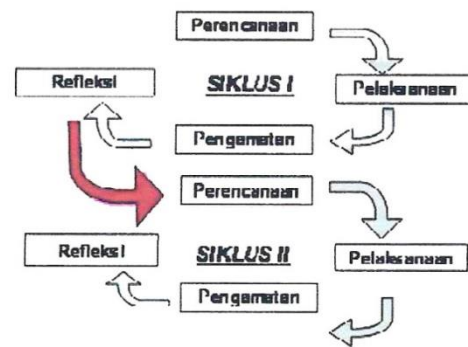 Perencanaan
Refleksi
SIKLUS I
Pelaksanaan
Pengamatan
Perencanaan
Refleksi
SIKLUS II
Pelaksanaan
Pengamatan